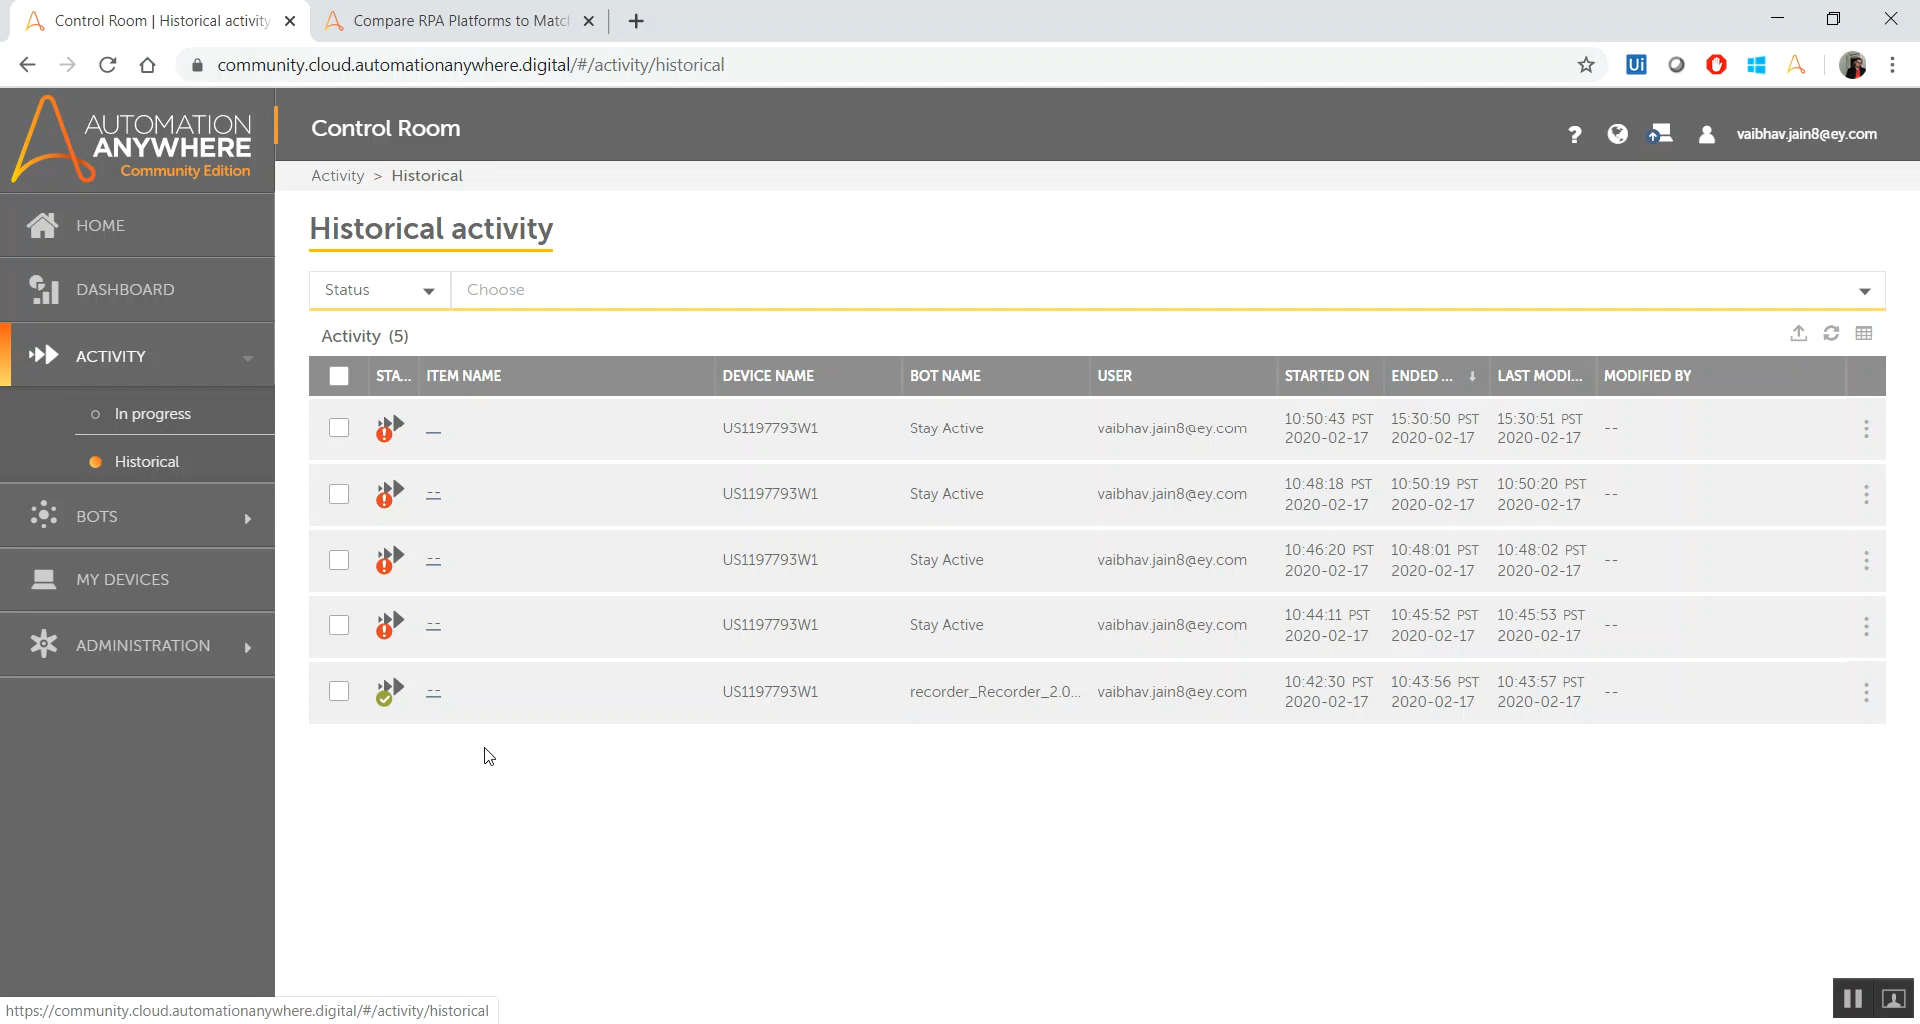 Control Room | Historical activity
Compare RPA Platforms to Matc
community.cloud.automationanywhere.digital/#/activity/historical
Ui
AUTOMATION
ANYWHERE
Community Edition
Control Room
vaibhav.jain8@ey.com
Activity > Historical
HOME
DASHBOARD
ACTIVITY
In progress
Historical
BOTS
MY DEVICES
ADMINISTRATION
Historical activity
Status Choose
Activity (5)
STA... ITEM NAME DEVICE NAME BOT NAME USER STARTED ON ENDED ... LAST MODI... MODIFIED BY
-- US1197793W1 Stay Active vaibhav.jain8@ey.com 10:50:43 PST 15:30:50 PST 15:30:51 PST --
2020-02-17 2020-02-17 2020-02-17
-- US1197793W1 Stay Active vaibhav.jain8@ey.com 10:48:18 PST 10:50:19 PST 10:50:20 PST --
2020-02-17 2020-02-17 2020-02-17
-- US1197793W1 Stay Active vaibhav.jain8@ey.com 10:46:20 PST 10:48:01 PST 10:48:02 PST --
2020-02-17 2020-02-17 2020-02-17
-- US1197793W1 Stay Active vaibhav.jain8@ey.com 10:44:11 PST 10:45:52 PST 10:45:53 PST --
2020-02-17 2020-02-17 2020-02-17
-- US1197793W1 recorder_Recorder_2.0... vaibhav.jain8@ey.com 10:42:30 PST 10:43:56 PST 10:43:57 PST --
2020-02-17 2020-02-17 2020-02-17
https://community.cloud.automationanywhere.digital/#/activity/historical